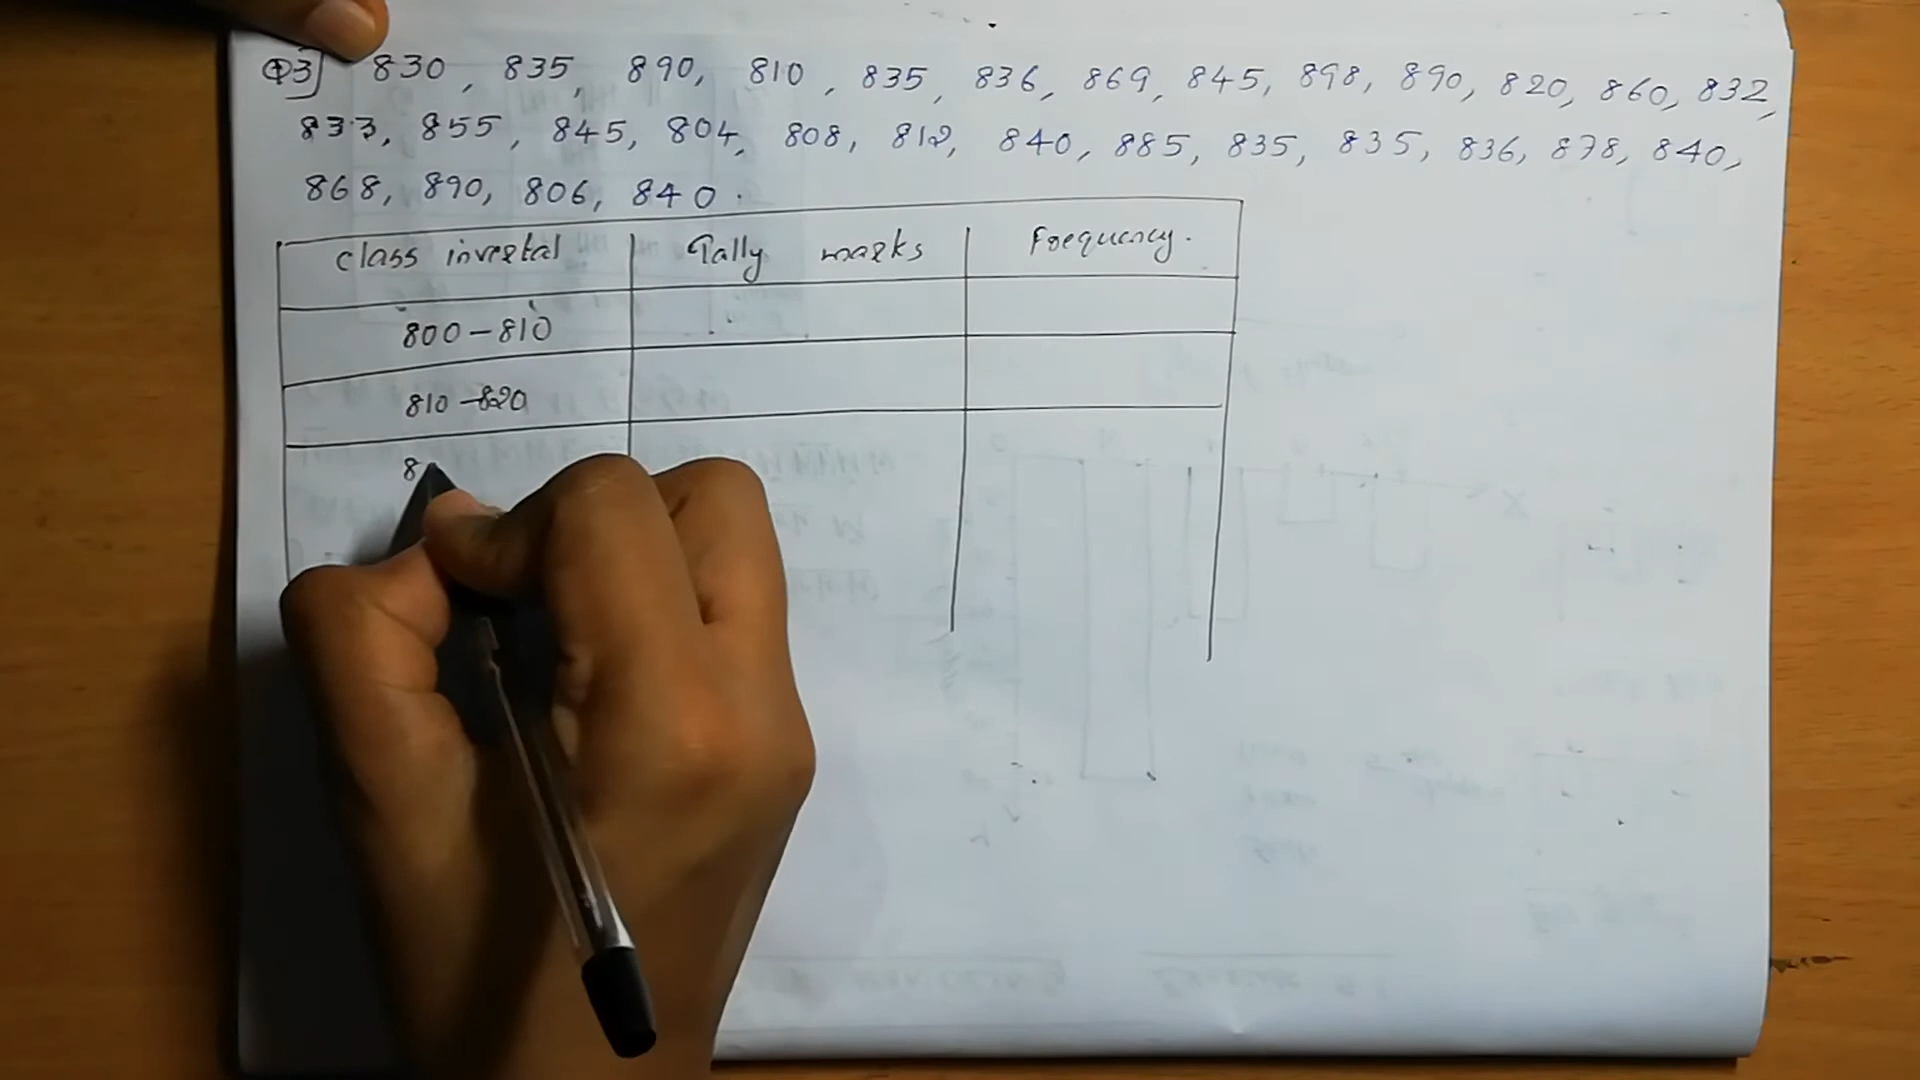 Q3] 830, 835, 890, 810, 835, 836, 869, 845, 898, 890, 820, 860, 832,
833, 855, 845, 804, 808, 812, 840, 885, 835, 835, 836, 878, 840,
868, 890, 806, 840.
class invertal Tally marks Frequency.
800-810
810-820
8